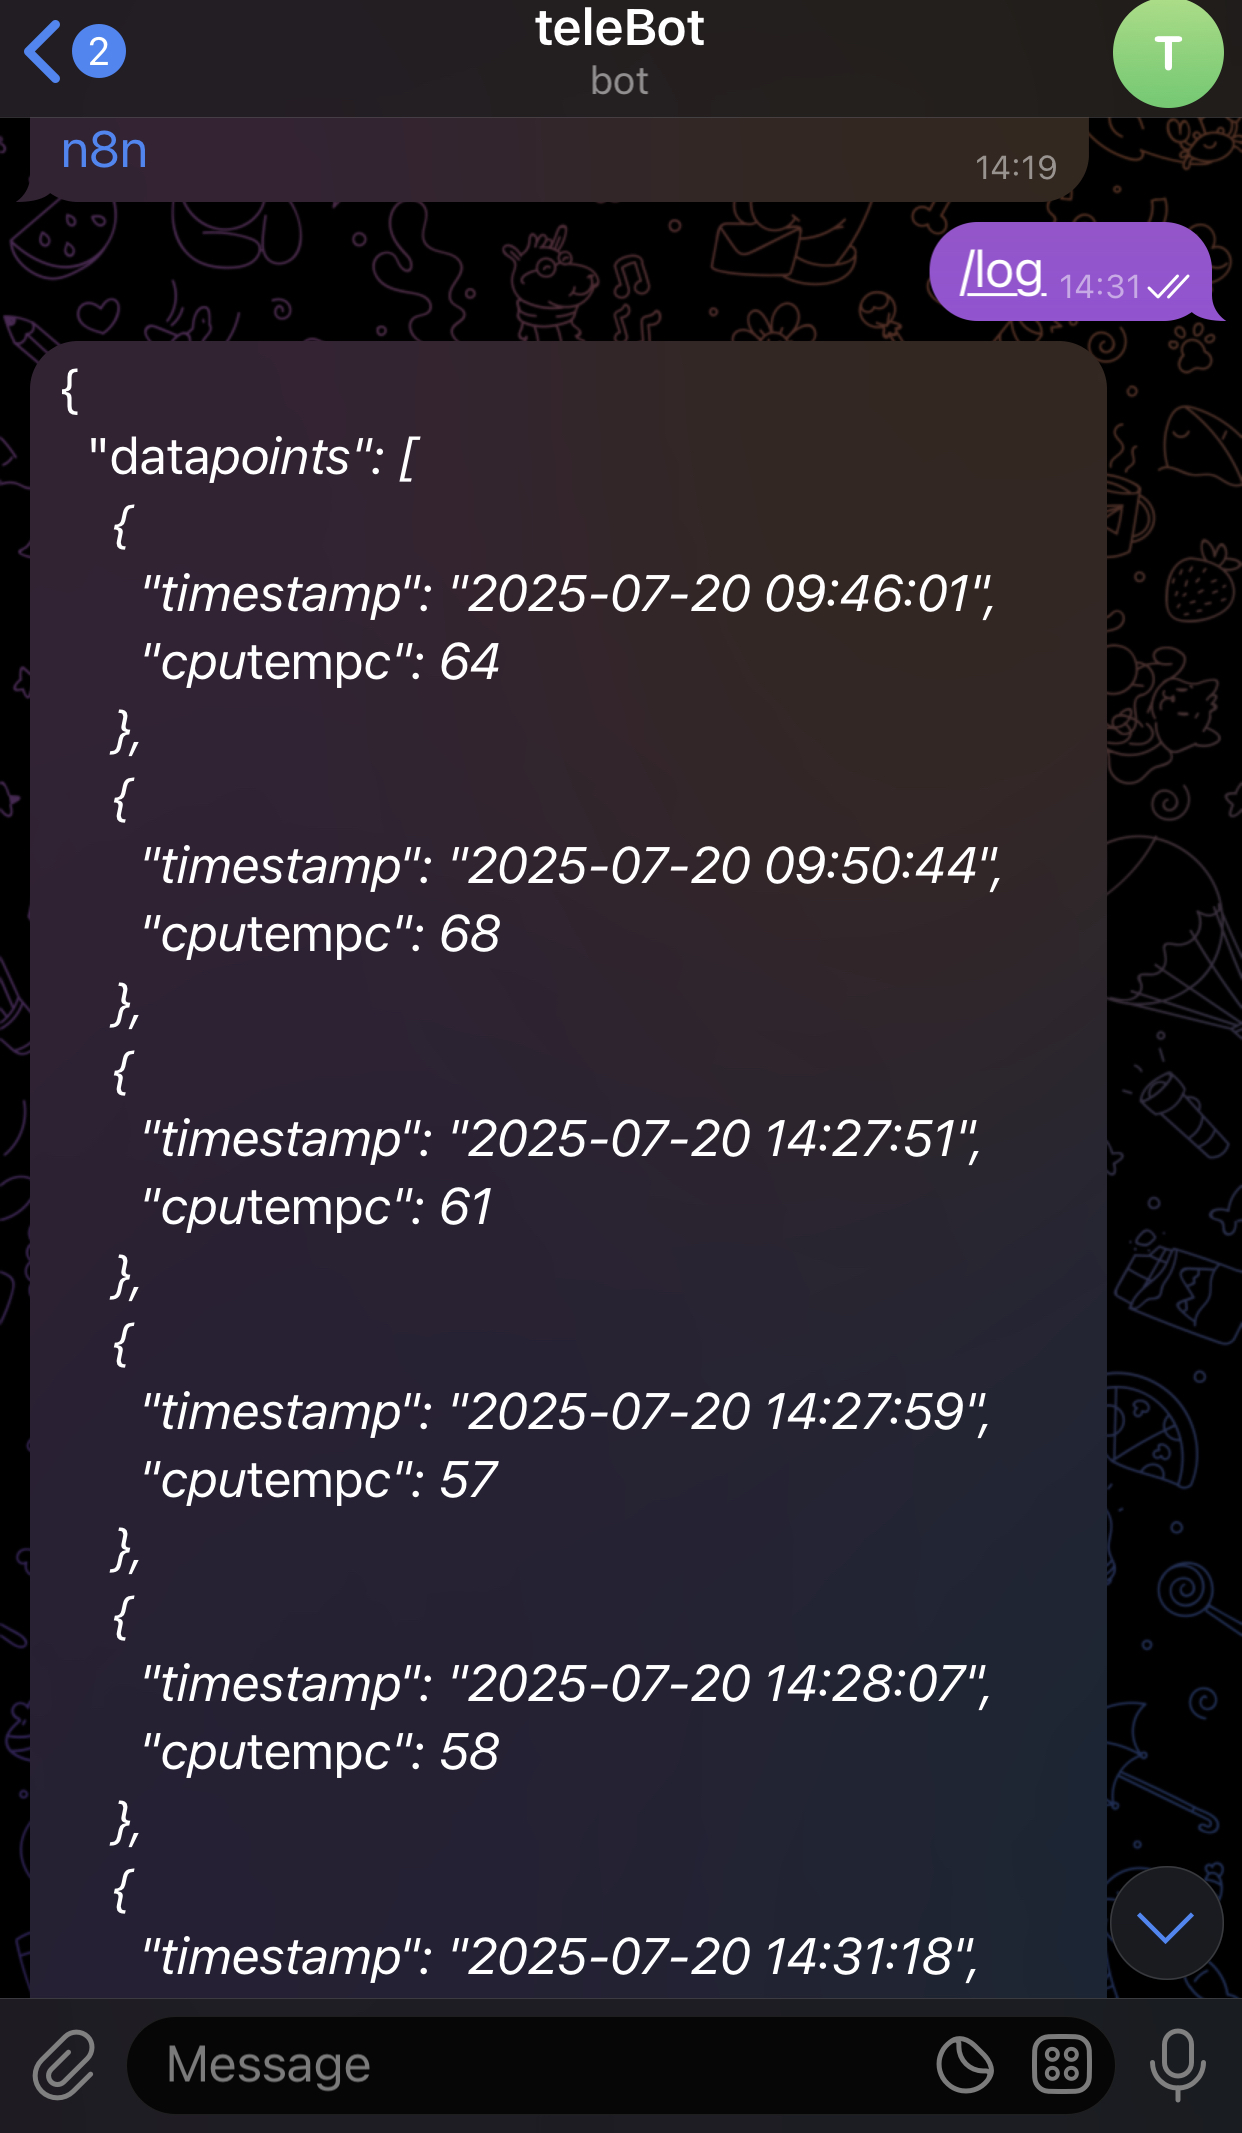 2
teleBot
bot
T
n8n
14:19
/log 14:31
{
"datapoints": [
{
"timestamp": "2025-07-20 09:46:01",
"cputempc": 64
},
{
"timestamp": "2025-07-20 09:50:44",
"cputempc": 68
},
{
"timestamp": "2025-07-20 14:27:51",
"cputempc": 61
},
{
"timestamp": "2025-07-20 14:27:59",
"cputempc": 57
},
{
"timestamp": "2025-07-20 14:28:07",
"cputempc": 58
},
{
"timestamp": "2025-07-20 14:31:18",
Message